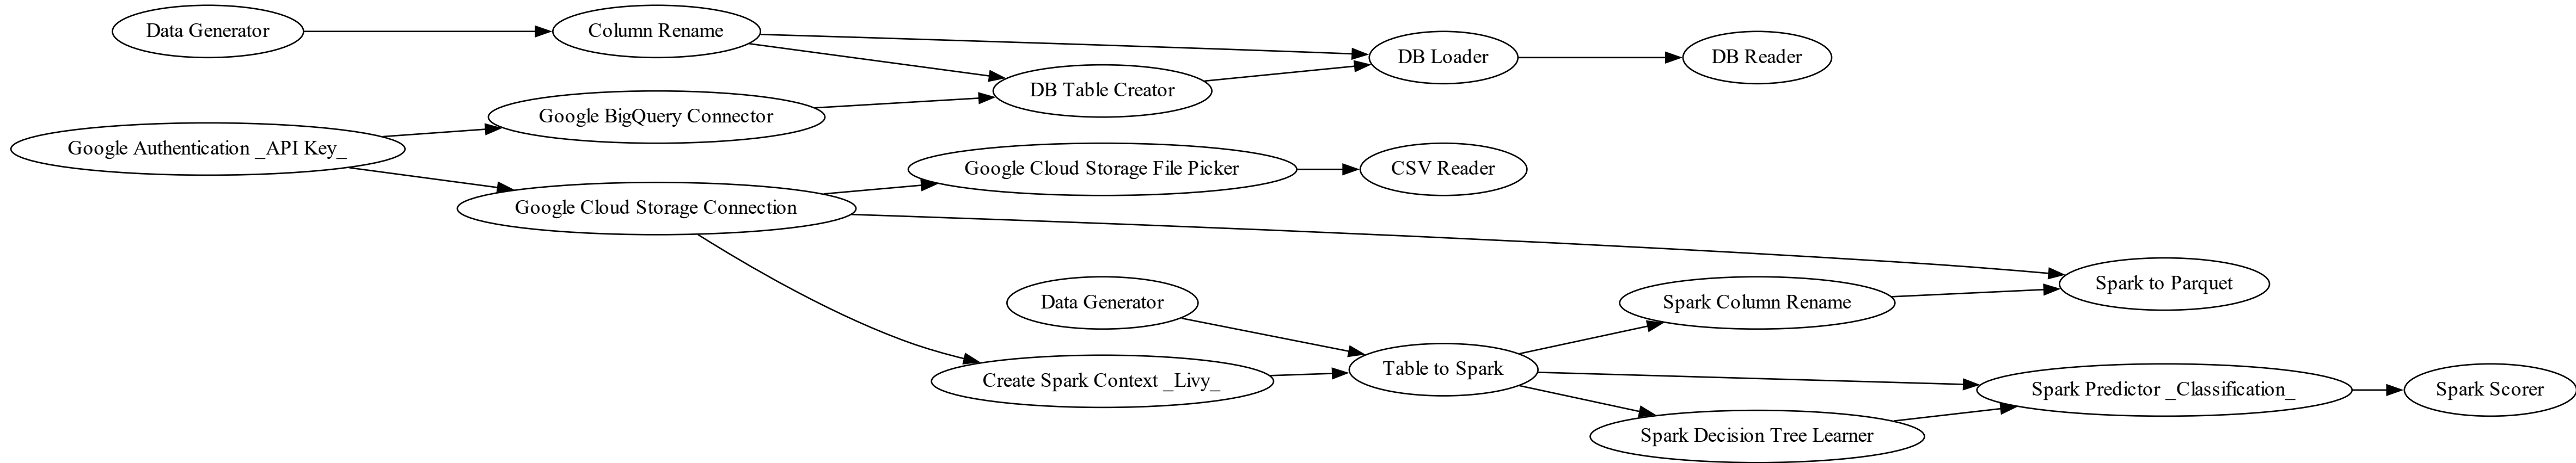 Data Generator
Column Rename
DB Loader
DB Reader
DB Table Creator
Google BigQuery Connector
Google Authentication _API Key_
Google Cloud Storage File Picker
CSV Reader
Google Cloud Storage Connection
Spark to Parquet
Data Generator
Spark Column Rename
Table to Spark
Create Spark Context _Livy_
Spark Predictor _Classification_
Spark Scorer
Spark Decision Tree Learner